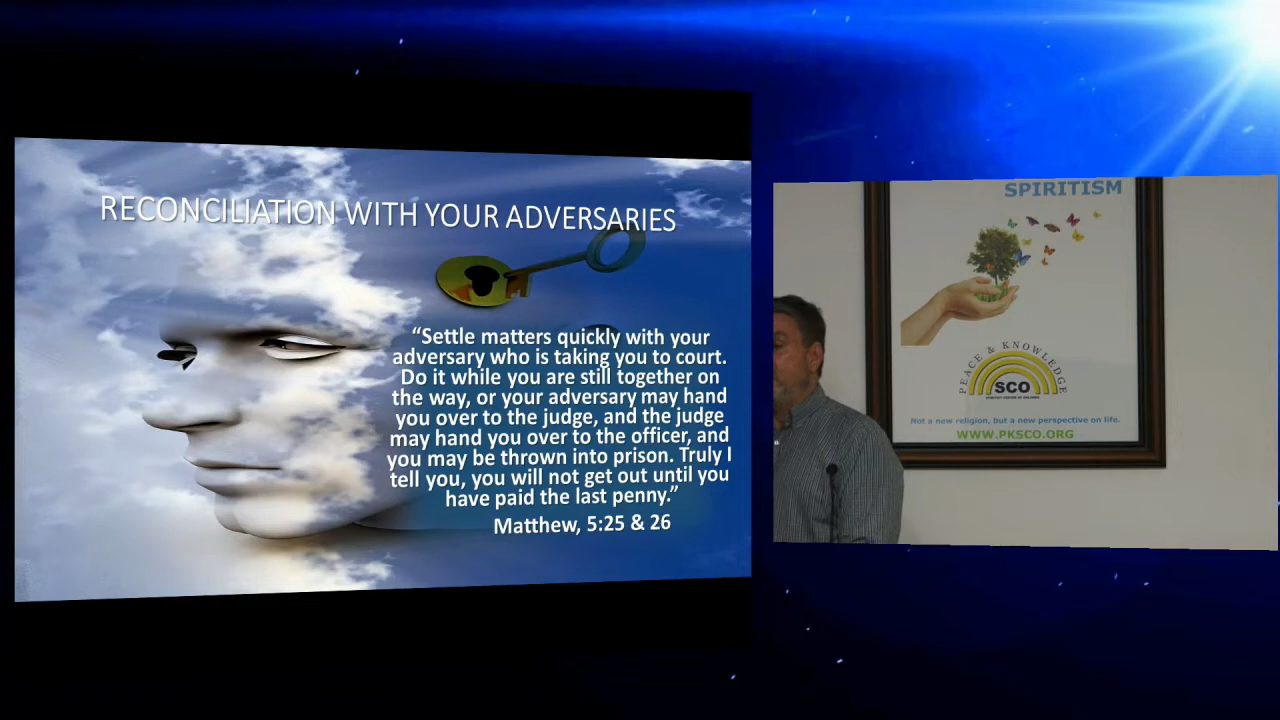 RECONCILIATION WITH YOUR ADVERSARIES
“Settle matters quickly with your
adversary who is taking you to court.
Do it while you are still together on
the way, or your adversary may hand
you over to the judge, and the judge
may hand you over to the officer, and
you may be thrown into prison. Truly I
tell you, you will not get out until you
have paid the last penny.”
Matthew, 5:25 & 26
SPIRITISM
PEACE & KNOWLEDGE
SCO
SPIRITIST CENTER OF ORLANDO
Not a new religion, but a new perspective on life.
WWW.PKSCO.ORG